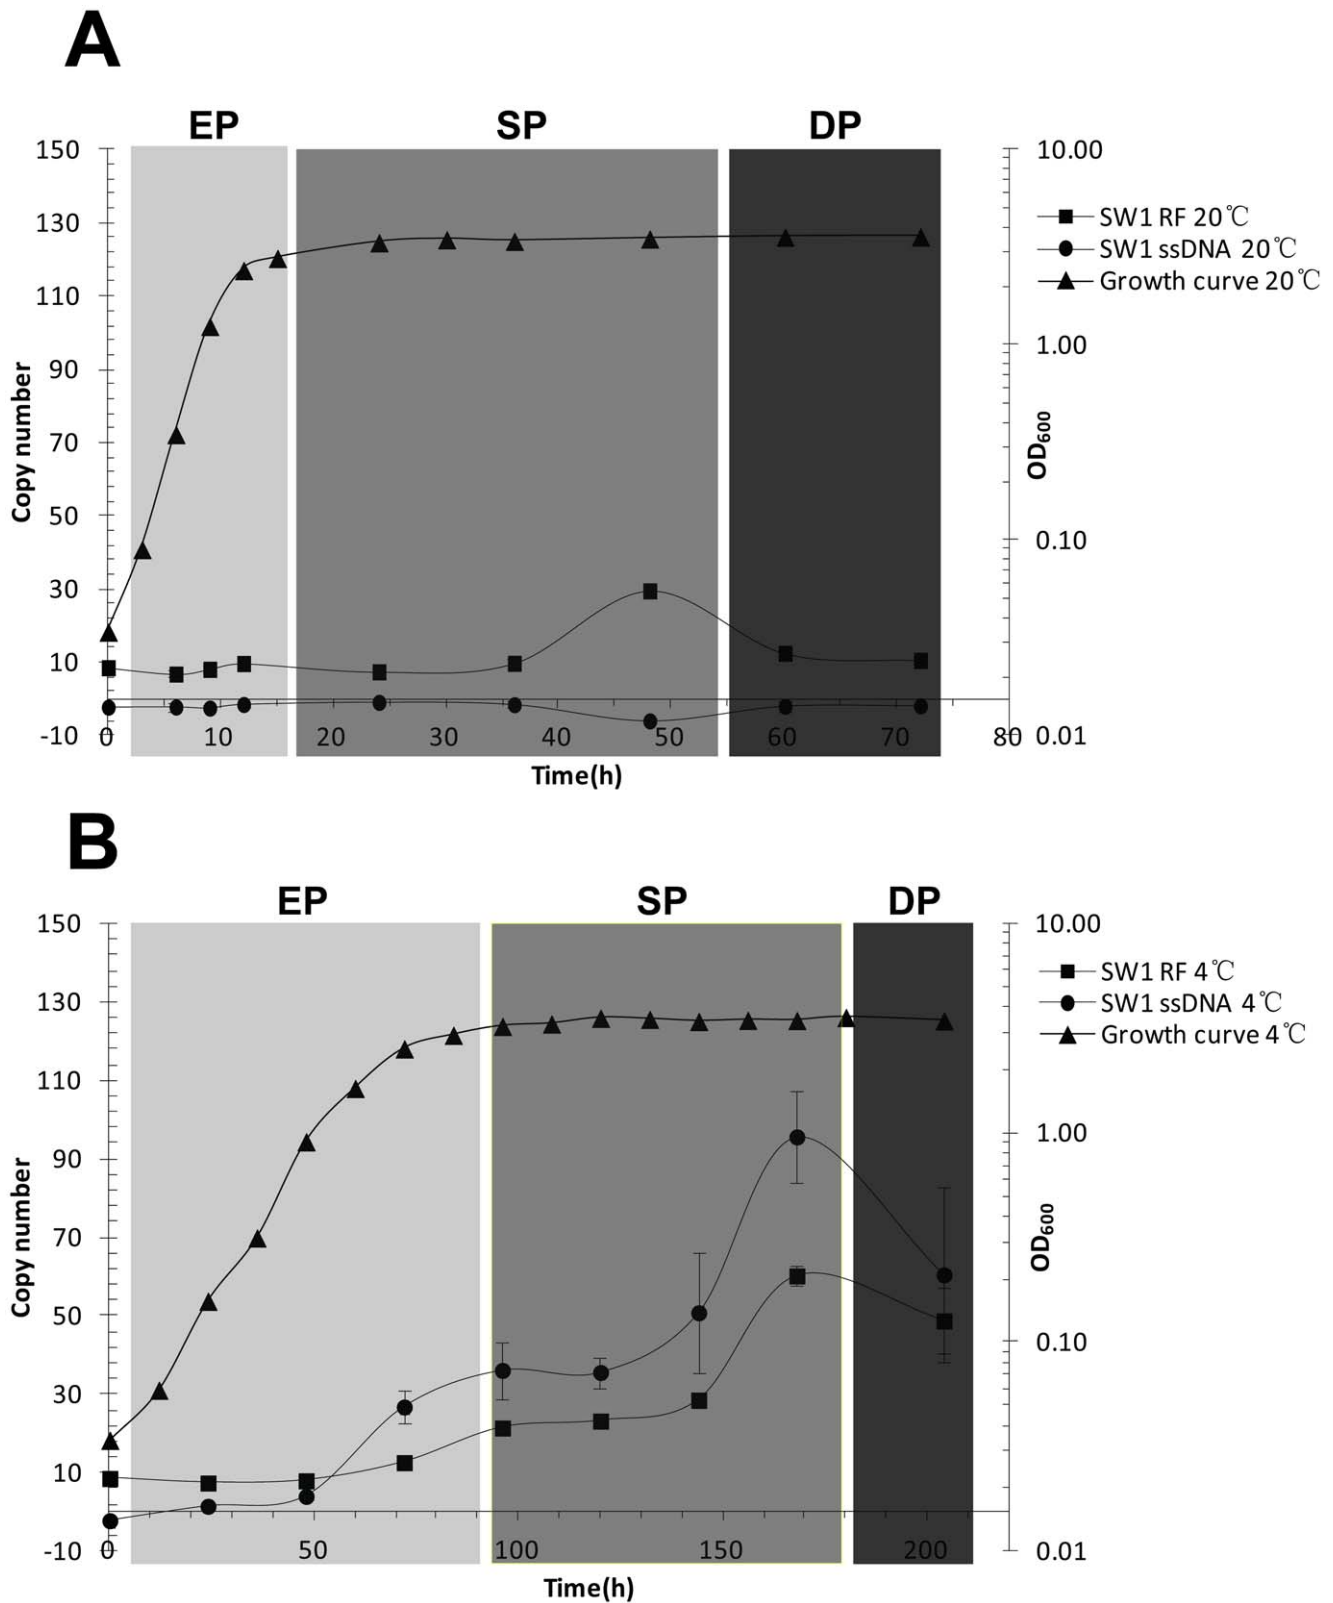 A
EP SP DP
150 10.00
130
110
90 1.00
70
50
30 0.10
10
-10 0.01
0 10 20 30 40 50 60 70 80
Copy number
OD600
Time(h)
SW1 RF 20℃
SW1 ssDNA 20℃
Growth curve 20℃
B
EP SP DP
150 10.00
130
110
90 1.00
70
50
30 0.10
10
-10 0.01
0 50 100 150 200
Copy number
OD600
Time(h)
SW1 RF 4℃
SW1 ssDNA 4℃
Growth curve 4℃